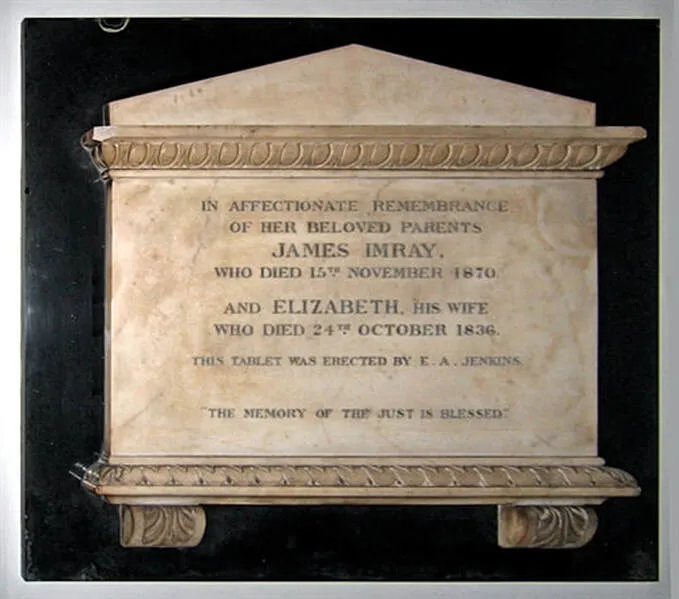 IN AFFECTIONATE REMEMBRANCE
OF HER BELOVED PARENTS
JAMES IMRAY,
WHO DIED 15TH NOVEMBER 1870.
AND ELIZABETH, HIS WIFE
WHO DIED 24TH OCTOBER 1836.
THIS TABLET WAS ERECTED BY E. A. JENKINS.
"THE MEMORY OF THE JUST IS BLESSED."